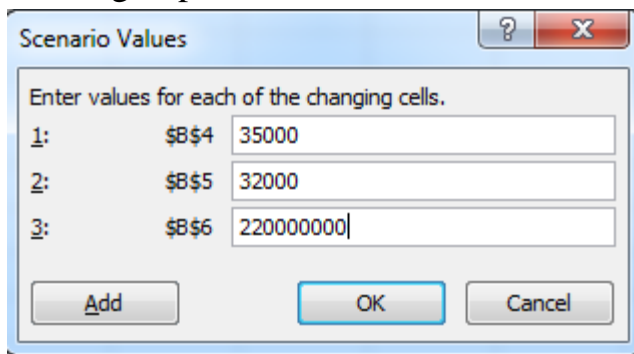 Scenario Values
?
X
Enter values for each of the changing cells.
1: $B$4 35000
2: $B$5 32000
3: $B$6 220000000
Add OK Cancel